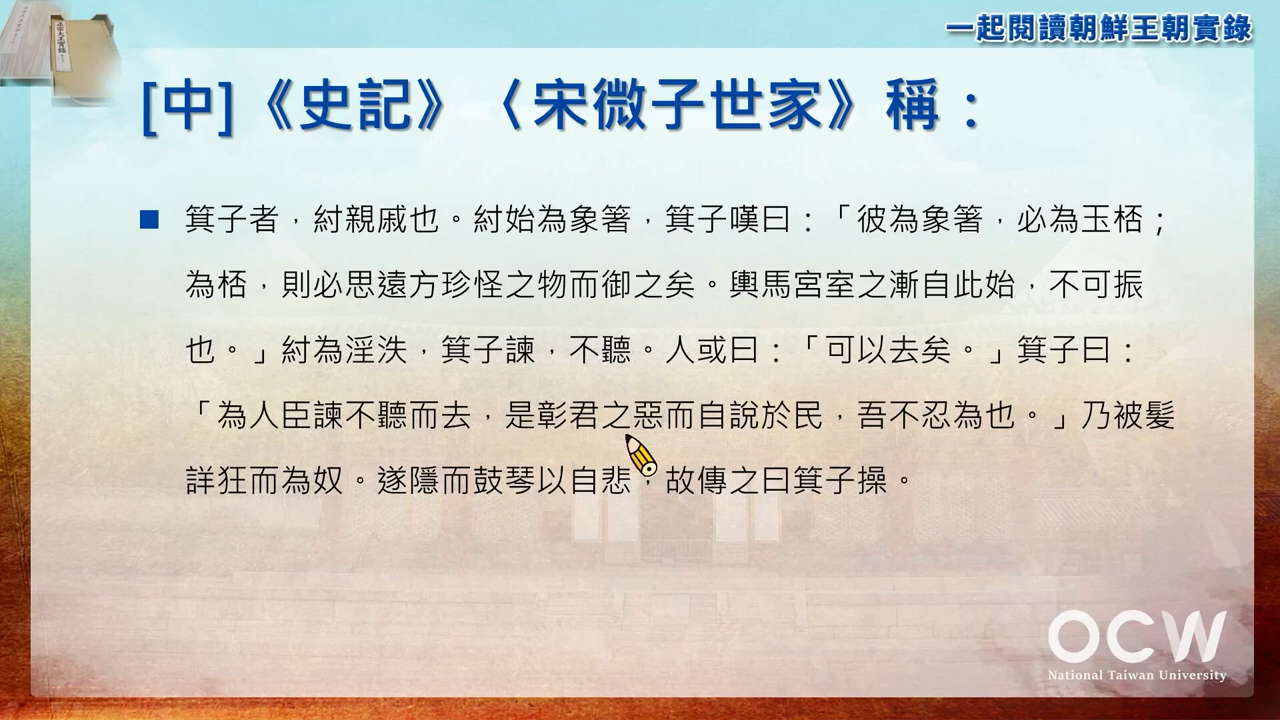 一起閱讀朝鮮王朝實錄
正宗大王實錄
[中]《史記》〈宋微子世家》稱：
箕子者，紂親戚也。紂始為象箸，箕子嘆曰：「彼為象箸，必為玉桮；
為桮，則必思遠方珍怪之物而御之矣。輿馬宮室之漸自此始，不可振
也。」紂為淫泆，箕子諫，不聽。人或曰：「可以去矣。」箕子曰：
「為人臣諫不聽而去，是彰君之惡而自說於民，吾不忍為也。」乃被髪
詳狂而為奴。遂隱而鼓琴以自悲，故傳之曰箕子操。
OCW
National Taiwan University